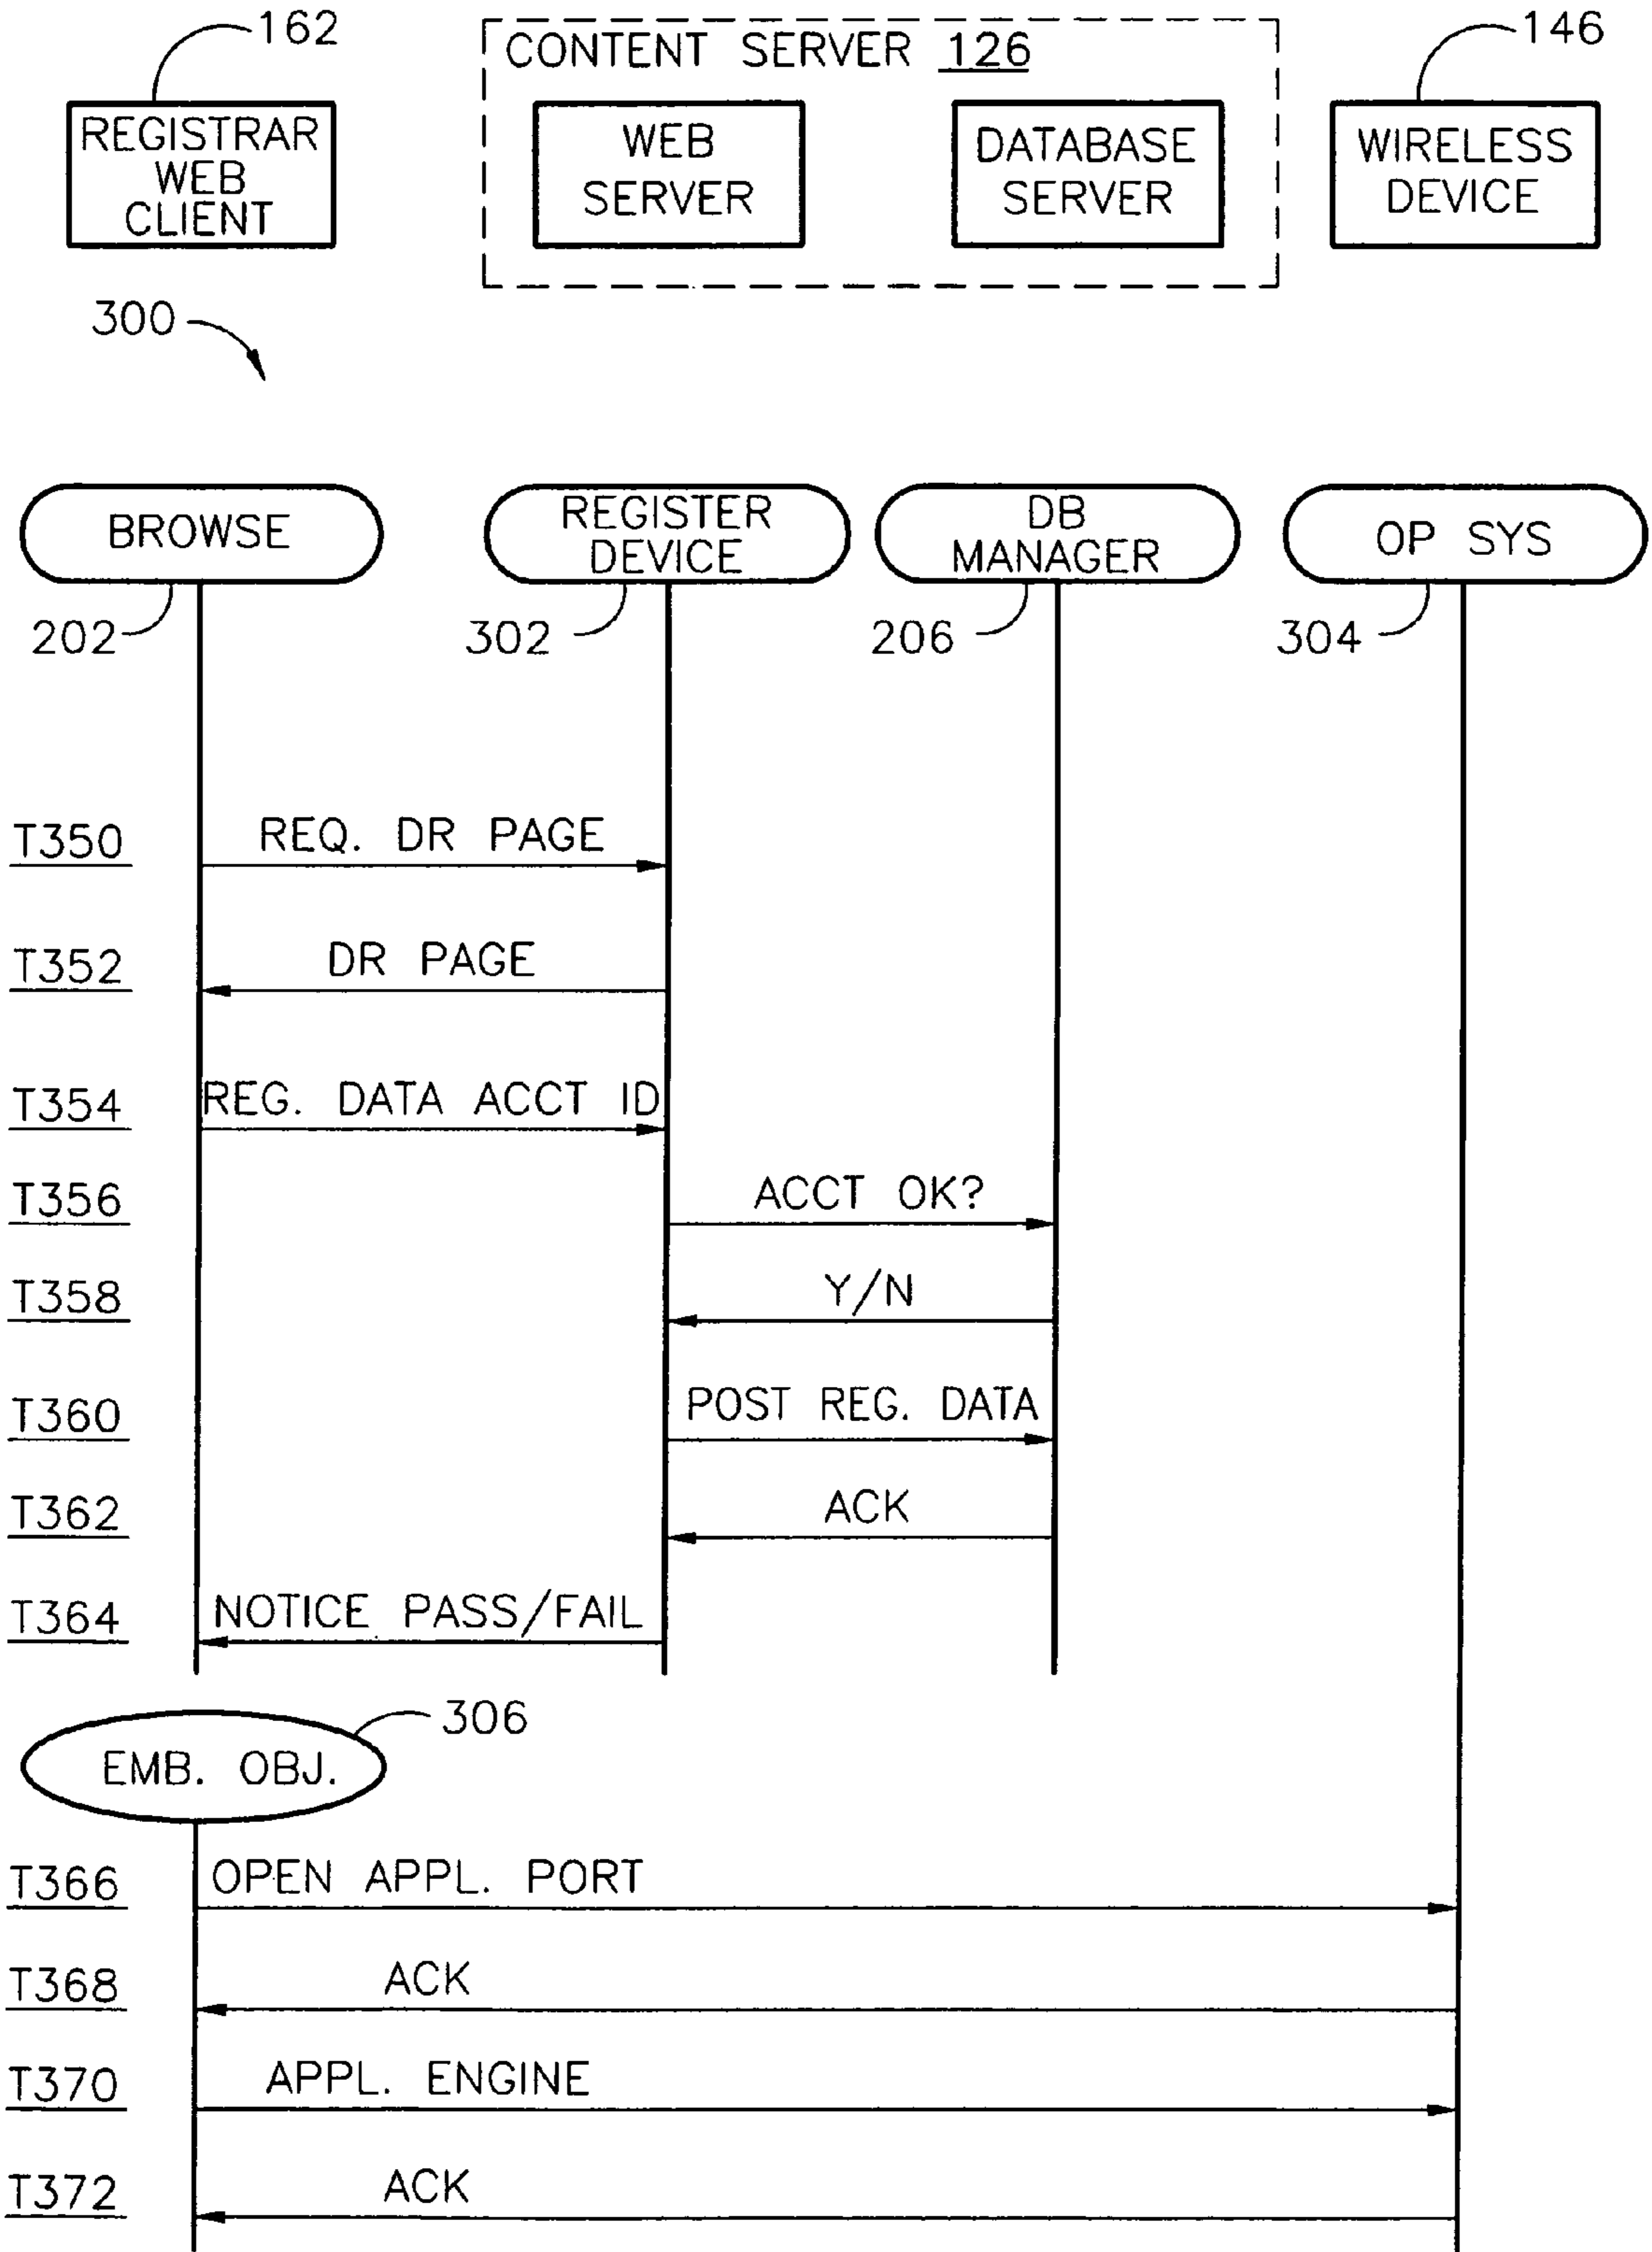 162
CONTENT SERVER 126
146
REGISTRAR
WEB
CLIENT
WEB
SERVER
DATABASE
SERVER
WIRELESS
DEVICE
300
BROWSE
REGISTER
DEVICE
DB
MANAGER
OP SYS
202
302
206
304
T350
REQ. DR PAGE
T352
DR PAGE
T354
REG. DATA ACCT ID
T356
ACCT OK?
T358
Y/N
T360
POST REG. DATA
T362
ACK
T364
NOTICE PASS/FAIL
306
EMB. OBJ.
T366
OPEN APPL. PORT
T368
ACK
T370
APPL. ENGINE
T372
ACK